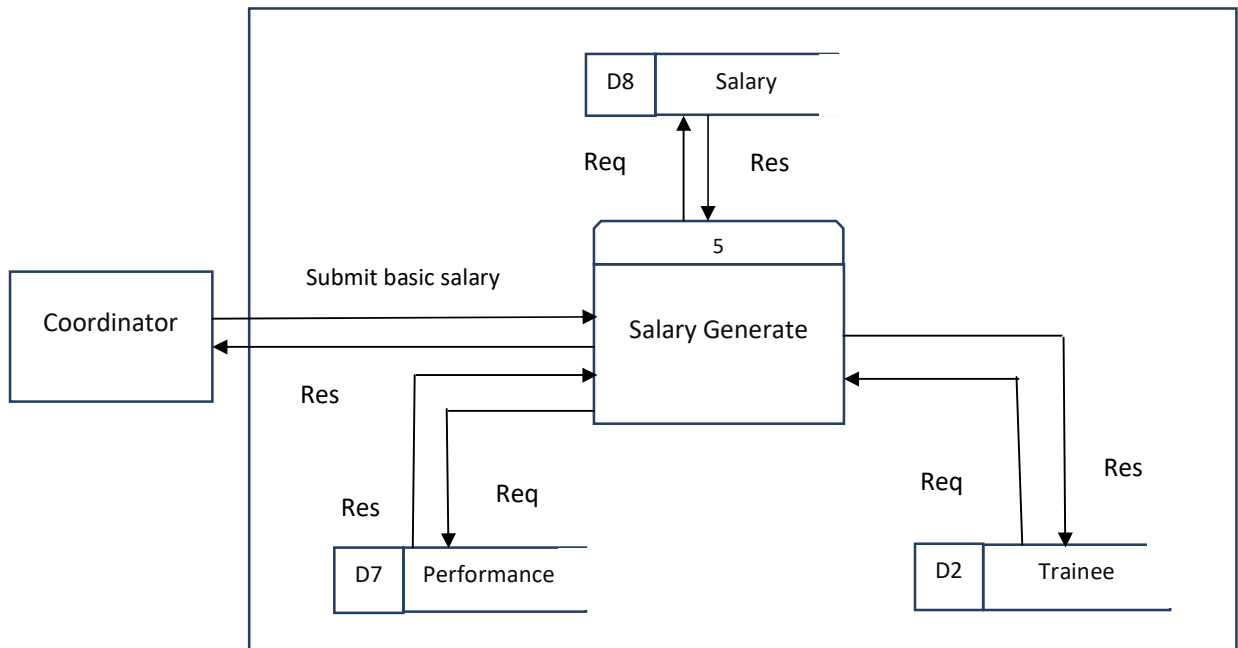 D8
Salary
Req
Res
5
Submit basic salary
Coordinator
Salary Generate
Res
Req
Res
Res
Req
D7
Performance
D2
Trainee